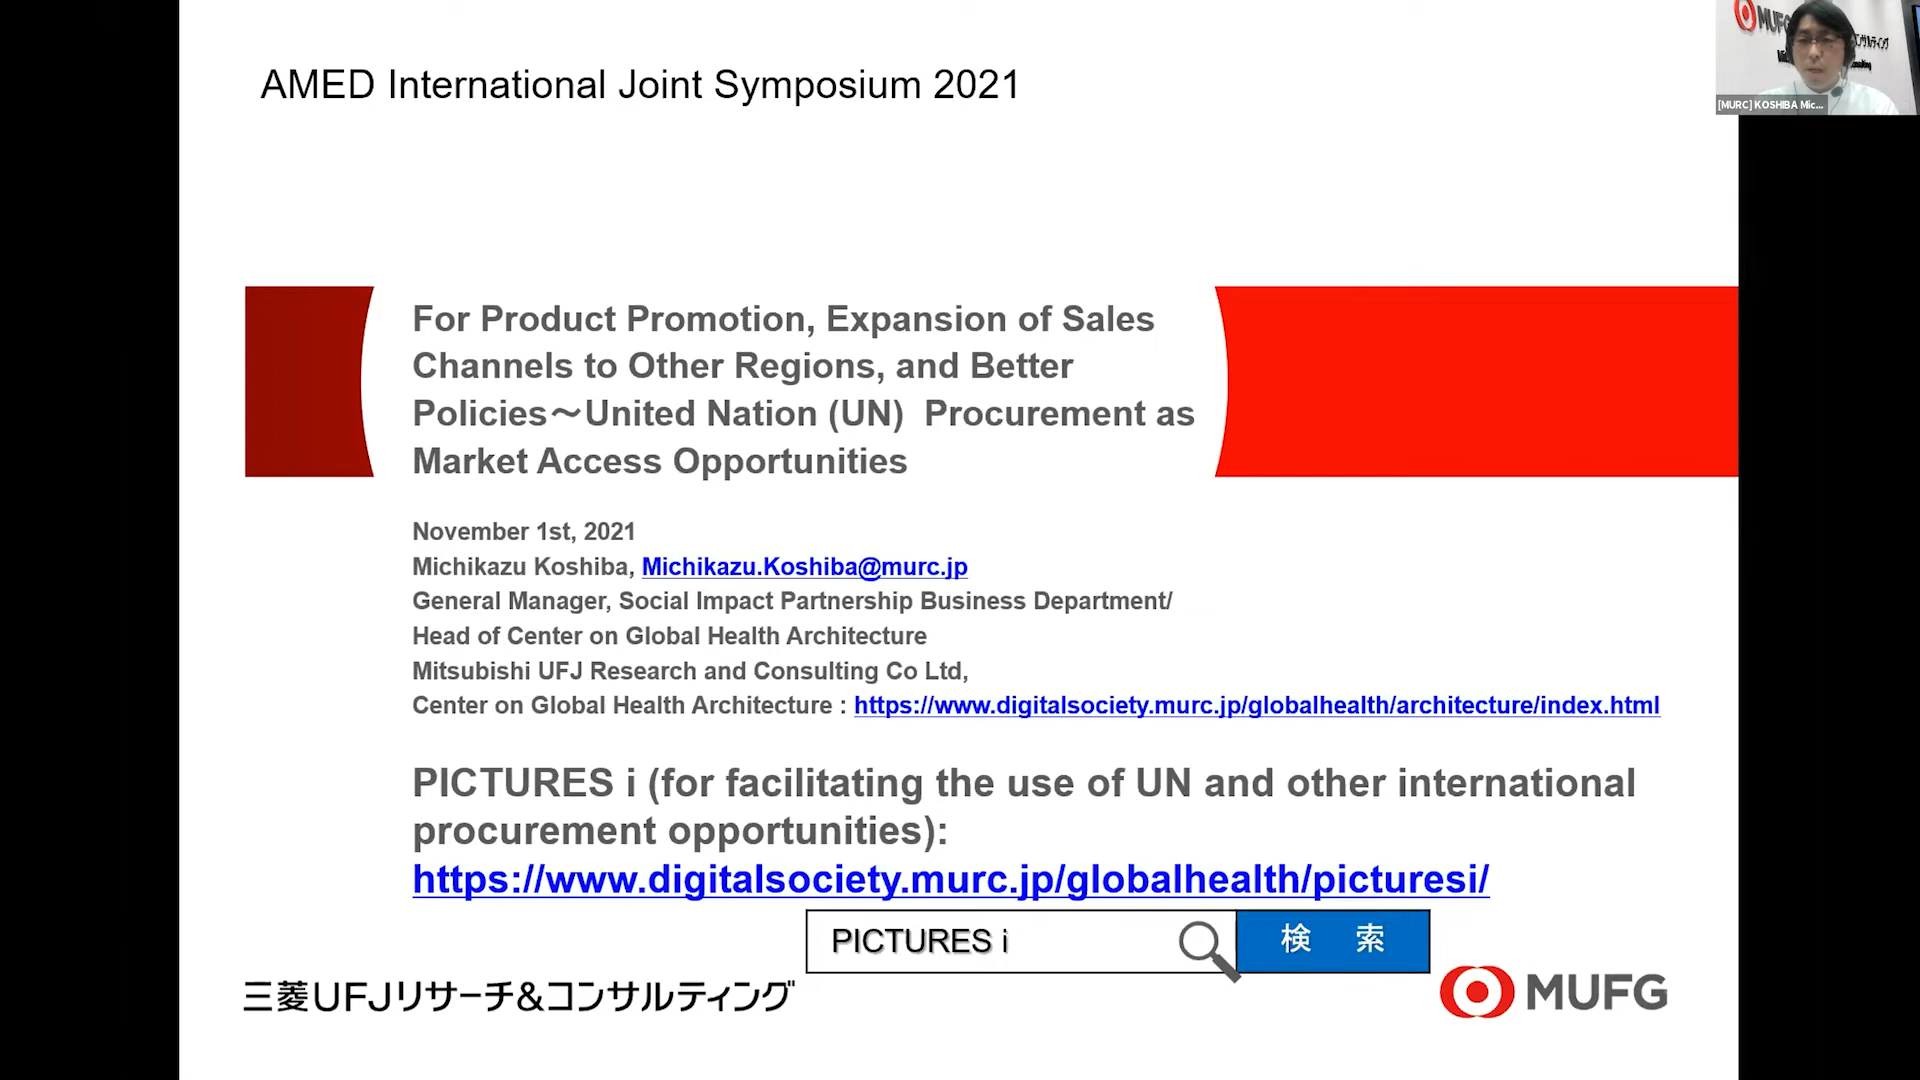 AMED International Joint Symposium 2021
MUFG
[MURC] KOSHIBA Mic...
For Product Promotion, Expansion of Sales
Channels to Other Regions, and Better
Policies～United Nation (UN) Procurement as
Market Access Opportunities
November 1st, 2021
Michikazu Koshiba, Michikazu.Koshiba@murc.jp
General Manager, Social Impact Partnership Business Department/
Head of Center on Global Health Architecture
Mitsubishi UFJ Research and Consulting Co Ltd,
Center on Global Health Architecture : https://www.digitalsociety.murc.jp/globalhealth/architecture/index.html
PICTURES i (for facilitating the use of UN and other international
procurement opportunities):
https://www.digitalsociety.murc.jp/globalhealth/picturesi/
PICTURES i 検 索
三菱UFJリサーチ&コンサルティング
MUFG